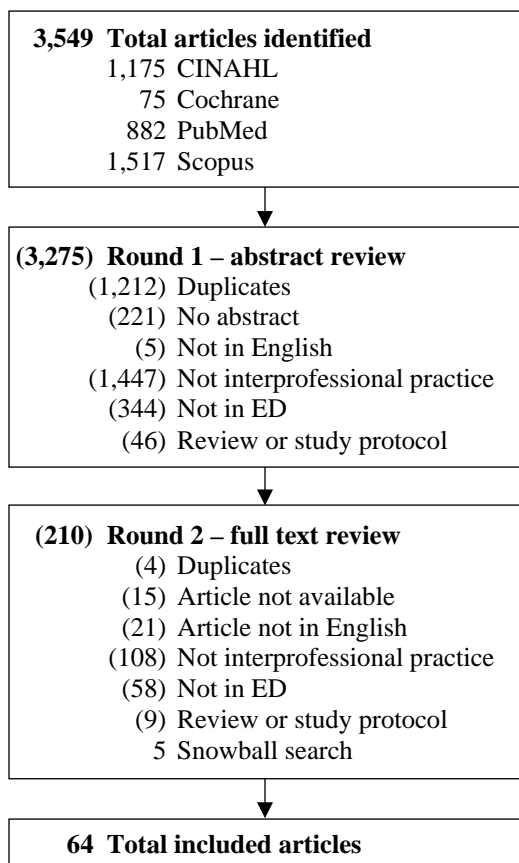 3,549 Total articles identified
1,175 CINAHL
75 Cochrane
882 PubMed
1,517 Scopus
(3,275) Round 1 – abstract review
(1,212) Duplicates
(221) No abstract
(5) Not in English
(1,447) Not interprofessional practice
(344) Not in ED
(46) Review or study protocol
(210) Round 2 – full text review
(4) Duplicates
(15) Article not available
(21) Article not in English
(108) Not interprofessional practice
(58) Not in ED
(9) Review or study protocol
5 Snowball search
64 Total included articles